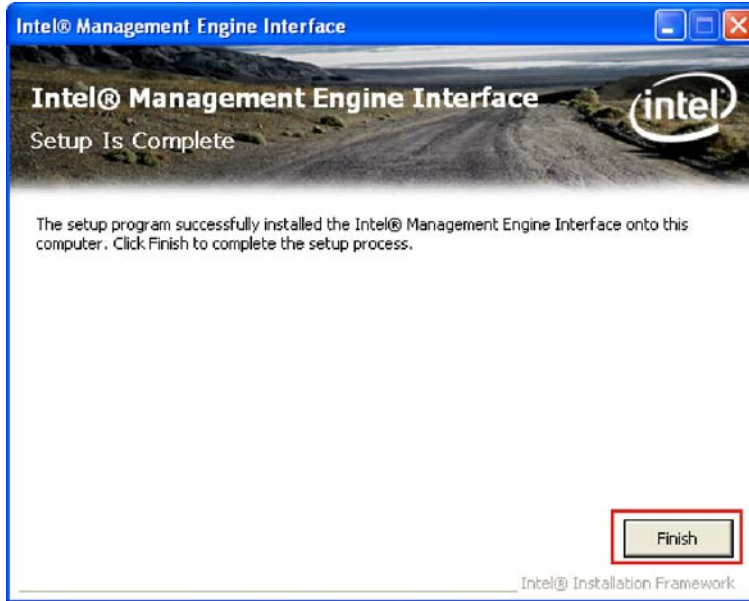 Intel® Management Engine Interface
Intel® Management Engine Interface
Setup Is Complete
intel
The setup program successfully installed the Intel® Management Engine Interface onto this
computer. Click Finish to complete the setup process.
Finish
Intel® Installation Framework